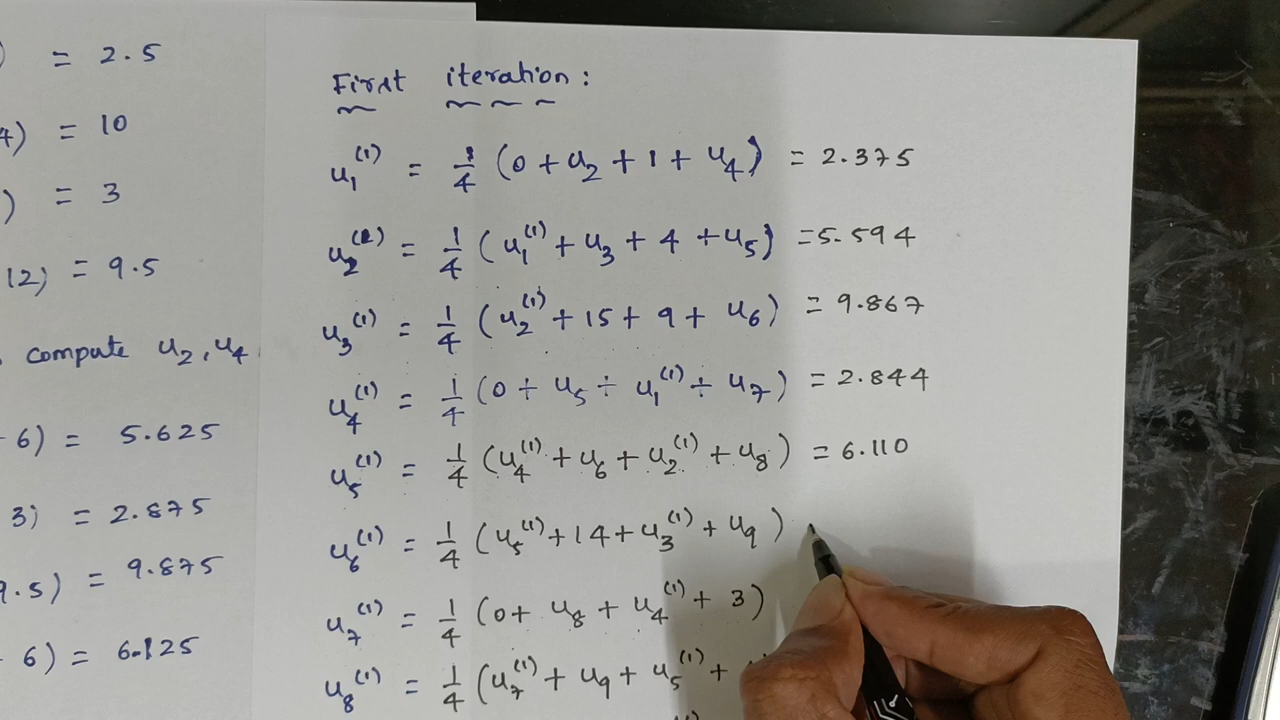 ) = 2.5
4) = 10
) = 3
12) = 9.5
compute u2, u4
- 6) = 5.625
3) = 2.875
9.5) = 9.875
- 6) = 6.125
First iteration :
u1^(1) = 1/4 (0 + u2 + 1 + u4) = 2.375
u2^(1) = 1/4 (u1^(1) + u3 + 4 + u5) = 5.594
u3^(1) = 1/4 (u2^(1) + 15 + 9 + u6) = 9.867
u4^(1) = 1/4 (0 + u5 + u1^(1) + u7) = 2.844
u5^(1) = 1/4 (u4^(1) + u6 + u2^(1) + u8) = 6.110
u6^(1) = 1/4 (u5^(1) + 14 + u3^(1) + u9)
u7^(1) = 1/4 (0 + u8 + u4^(1) + 3)
u8^(1) = 1/4 (u7^(1) + u9 + u5^(1) +